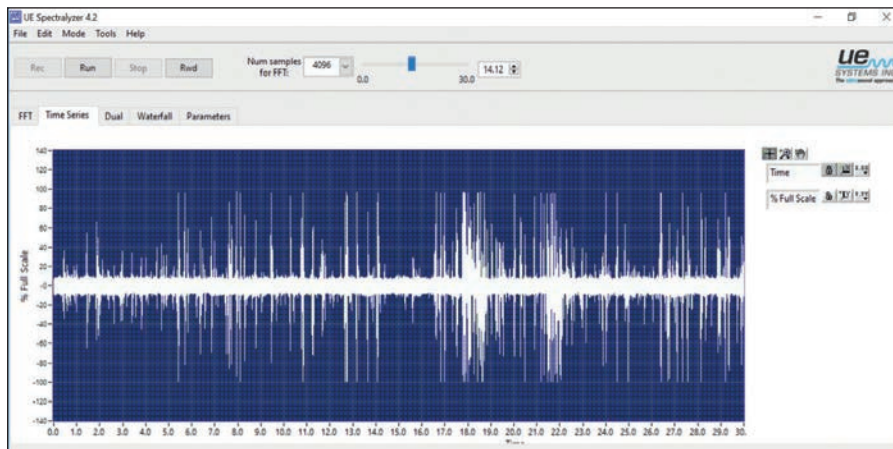 UE Spectralyzer 4.2
File Edit Mode Tools Help
Rec Run Stop Rwd
Num samples for FFT:
4096
0.0 30.0
14.12
ue
SYSTEMS INC
The ultrasound approach
FFT Time Series Dual Waterfall Parameters
% Full Scale
140
120
100
80
60
40
20
-0
-20
-40
-60
-80
-100
-120
-140
0.0 1.0 2.0 3.0 4.0 5.0 6.0 7.0 8.0 9.0 10.0 11.0 12.0 13.0 14.0 15.0 16.0 17.0 18.0 19.0 20.0 21.0 22.0 23.0 24.0 25.0 26.0 27.0 28.0 29.0 30.
Time
Time
% Full Scale